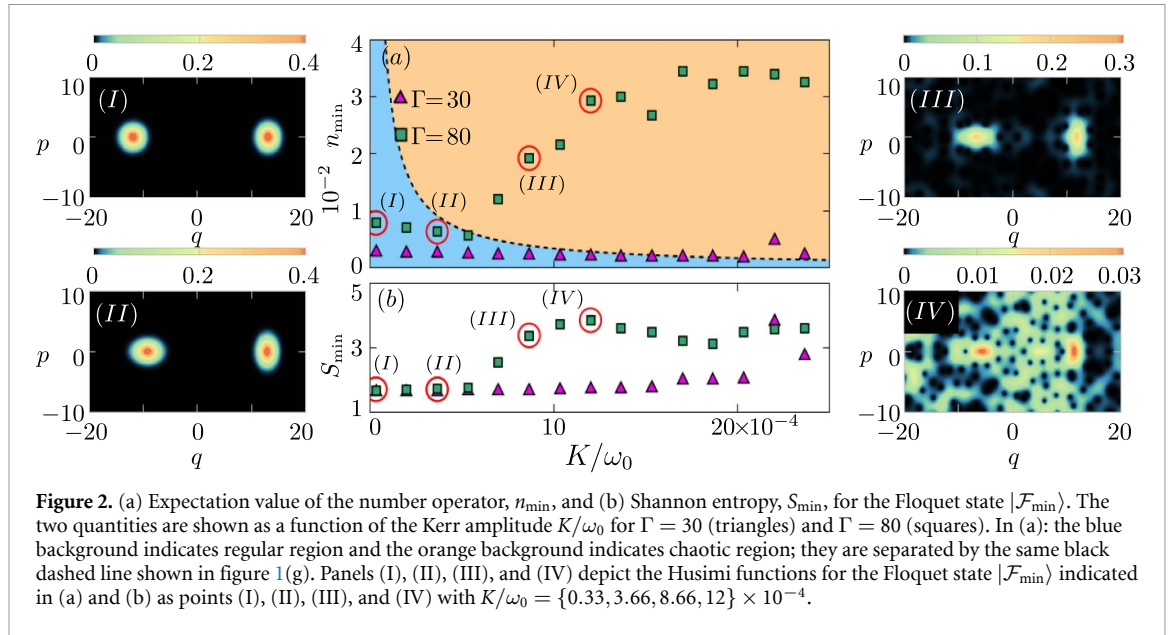 0 0.2 0.4
10 (I)
p 0
−10
−20 0 20
q
0 0.2 0.4
10 (II)
p 0
−10
−20 0 20
q
4 (a)
3 Γ=30
Γ=80
2
1
0
10⁻² n_min
(I) (II) (III) (IV)
5 (b)
3
1
S_min
(I) (II) (III) (IV)
0 10 20×10⁻⁴
K/ω₀
0 0.1 0.2 0.3
10 (III)
p 0
−10
−20 0 20
q
0 0.01 0.02 0.03
10 (IV)
p 0
−10
−20 0 20
q
Figure 2. (a) Expectation value of the number operator, n_min, and (b) Shannon entropy, S_min, for the Floquet state |ℱ_min⟩. The
two quantities are shown as a function of the Kerr amplitude K/ω₀ for Γ = 30 (triangles) and Γ = 80 (squares). In (a): the blue
background indicates regular region and the orange background indicates chaotic region; they are separated by the same black
dashed line shown in figure 1(g). Panels (I), (II), (III), and (IV) depict the Husimi functions for the Floquet state |ℱ_min⟩ indicated
in (a) and (b) as points (I), (II), (III), and (IV) with K/ω₀ = {0.33, 3.66, 8.66, 12} × 10⁻⁴.